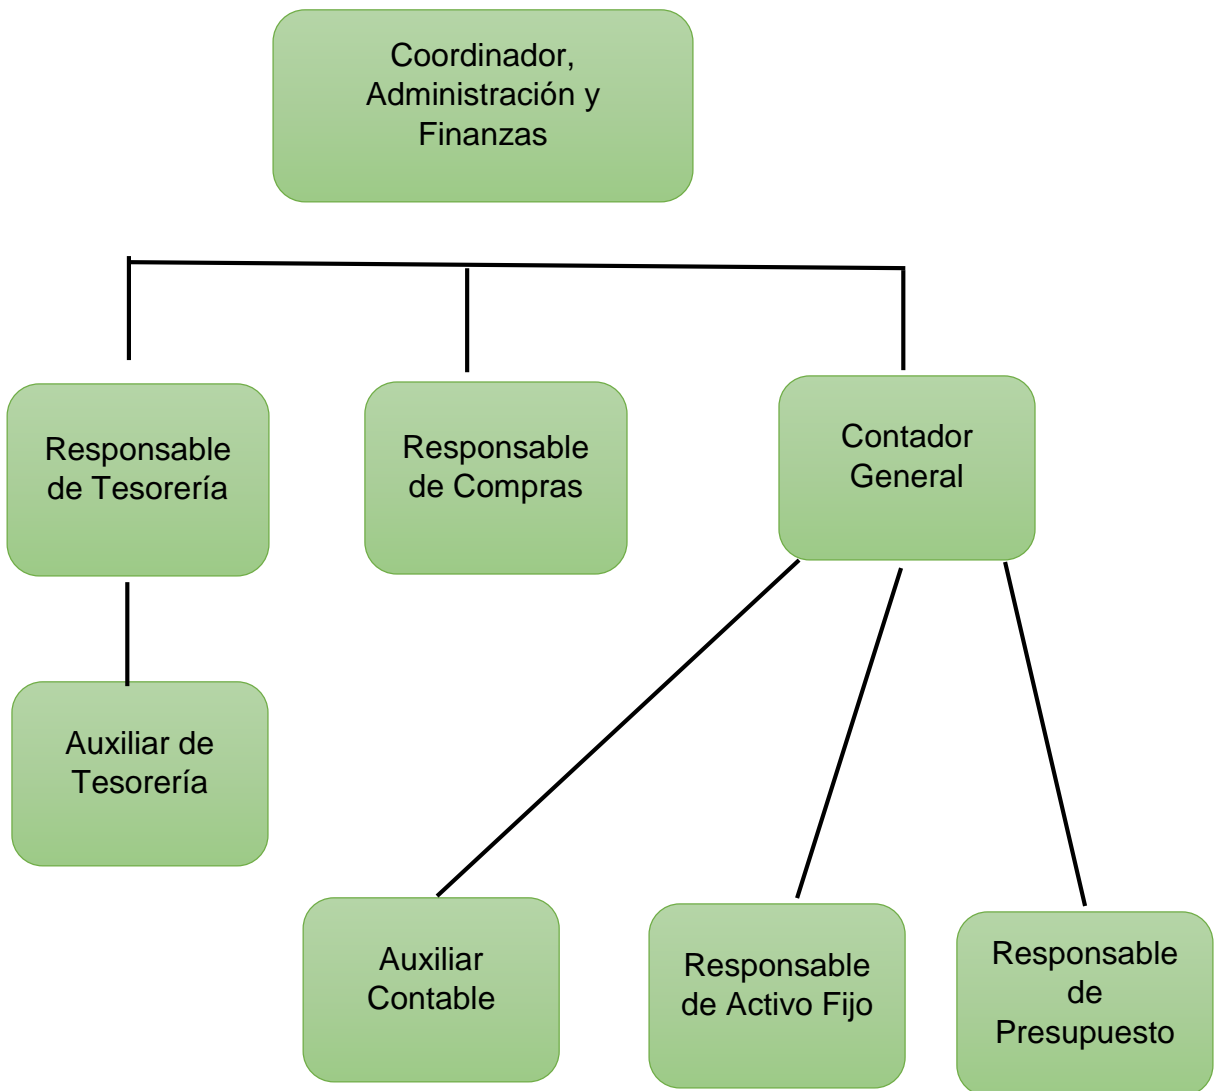 Coordinador,
Administración y
Finanzas
Responsable
de Tesorería
Responsable
de Compras
Contador
General
Auxiliar de
Tesorería
Auxiliar
Contable
Responsable
de Activo Fijo
Responsable
de
Presupuesto